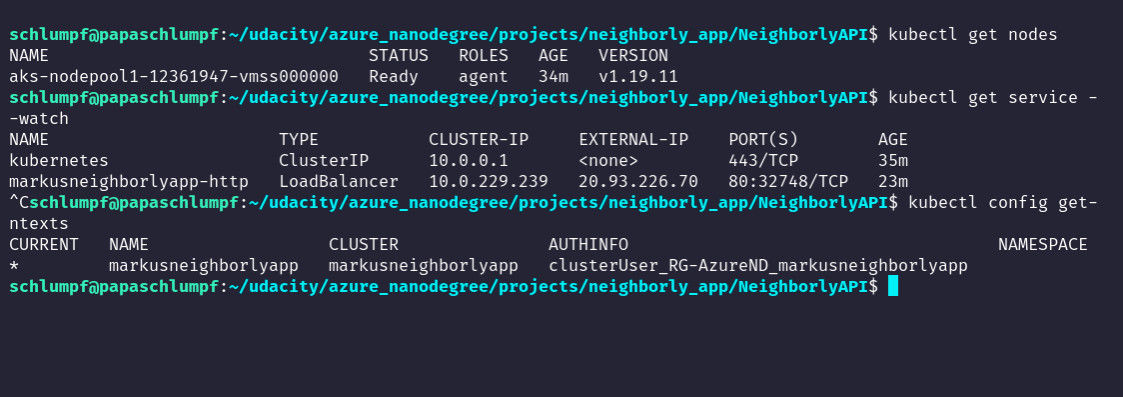 schlumpf@papaschlumpf:~/udacity/azure_nanodegree/projects/neighborly_app/NeighborlyAPI$ kubectl get nodes
NAME STATUS ROLES AGE VERSION
aks-nodepool1-12361947-vmss000000 Ready agent 34m v1.19.11
schlumpf@papaschlumpf:~/udacity/azure_nanodegree/projects/neighborly_app/NeighborlyAPI$ kubectl get service -
-watch
NAME TYPE CLUSTER-IP EXTERNAL-IP PORT(S) AGE
kubernetes ClusterIP 10.0.0.1 <none> 443/TCP 35m
markusneighborlyapp-http LoadBalancer 10.0.229.239 20.93.226.70 80:32748/TCP 23m
^Cschlumpf@papaschlumpf:~/udacity/azure_nanodegree/projects/neighborly_app/NeighborlyAPI$ kubectl config get-
ntexts
CURRENT NAME CLUSTER AUTHINFO NAMESPACE
* markusneighborlyapp markusneighborlyapp clusterUser_RG-AzureND_markusneighborlyapp
schlumpf@papaschlumpf:~/udacity/azure_nanodegree/projects/neighborly_app/NeighborlyAPI$